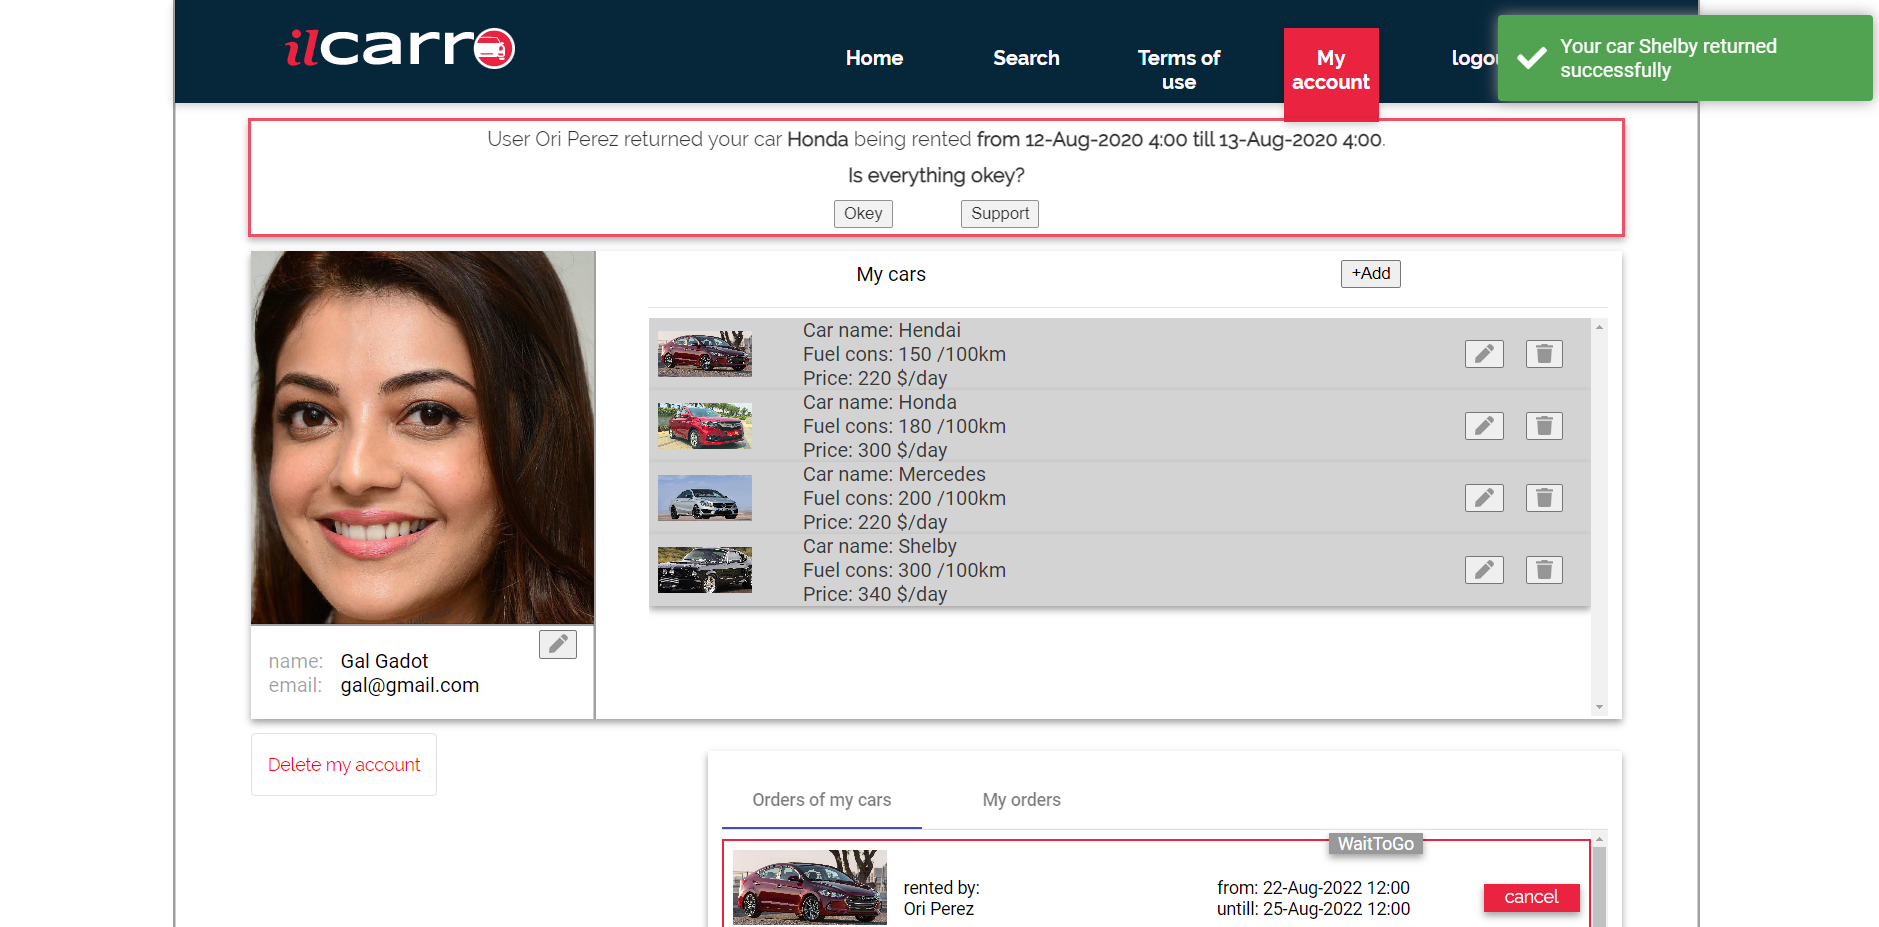 ilcarro
Home
Search
Terms of
use
My
account
logou
Your car Shelby returned
successfully
User Ori Perez returned your car Honda being rented from 12-Aug-2020 4:00 till 13-Aug-2020 4:00.
Is everything okey?
Okey
Support
My cars
+Add
Car name: Hendai
Fuel cons: 150 /100km
Price: 220 $/day
Car name: Honda
Fuel cons: 180 /100km
Price: 300 $/day
Car name: Mercedes
Fuel cons: 200 /100km
Price: 220 $/day
Car name: Shelby
Fuel cons: 300 /100km
Price: 340 $/day
name: Gal Gadot
email: gal@gmail.com
Delete my account
Orders of my cars
My orders
WaitToGo
rented by:
Ori Perez
from: 22-Aug-2022 12:00
untill: 25-Aug-2022 12:00
cancel